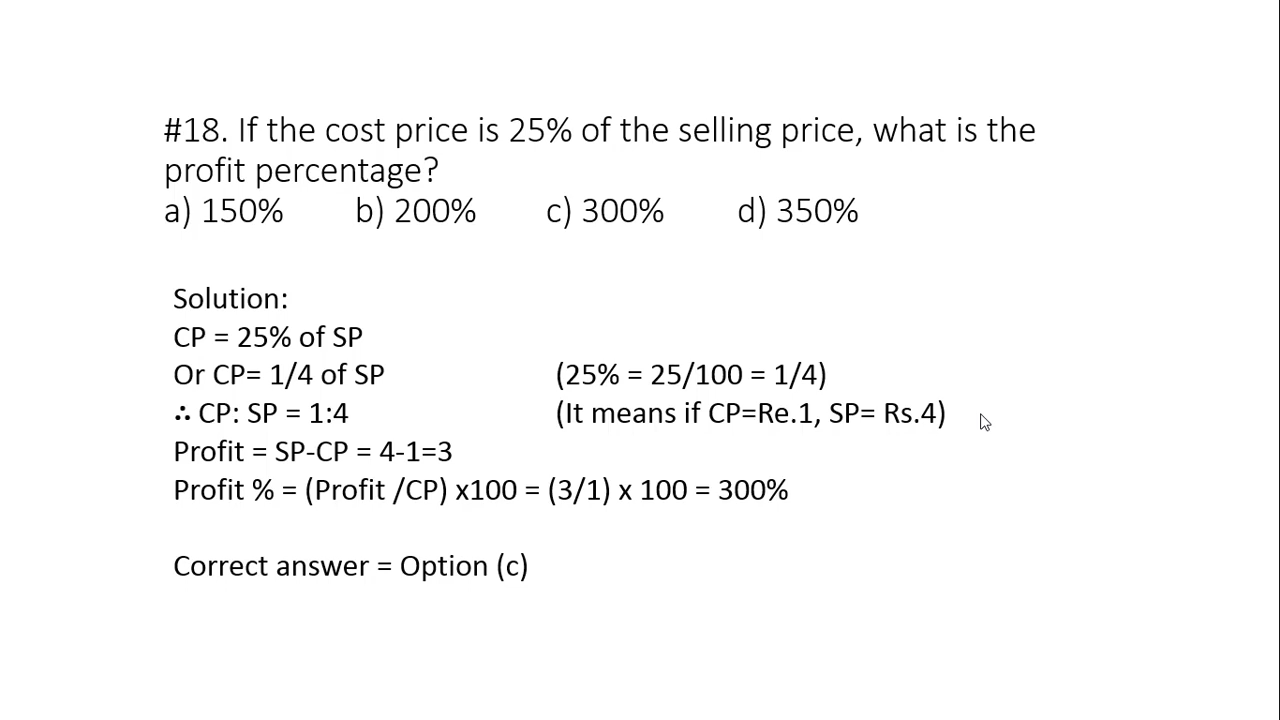 #18. If the cost price is 25% of the selling price, what is the
profit percentage?
a) 150% b) 200% c) 300% d) 350%
Solution:
CP = 25% of SP
Or CP= 1/4 of SP (25% = 25/100 = 1/4)
∴ CP: SP = 1:4 (It means if CP=Re.1, SP= Rs.4)
Profit = SP-CP = 4-1=3
Profit % = (Profit /CP) x100 = (3/1) x 100 = 300%
Correct answer = Option (c)